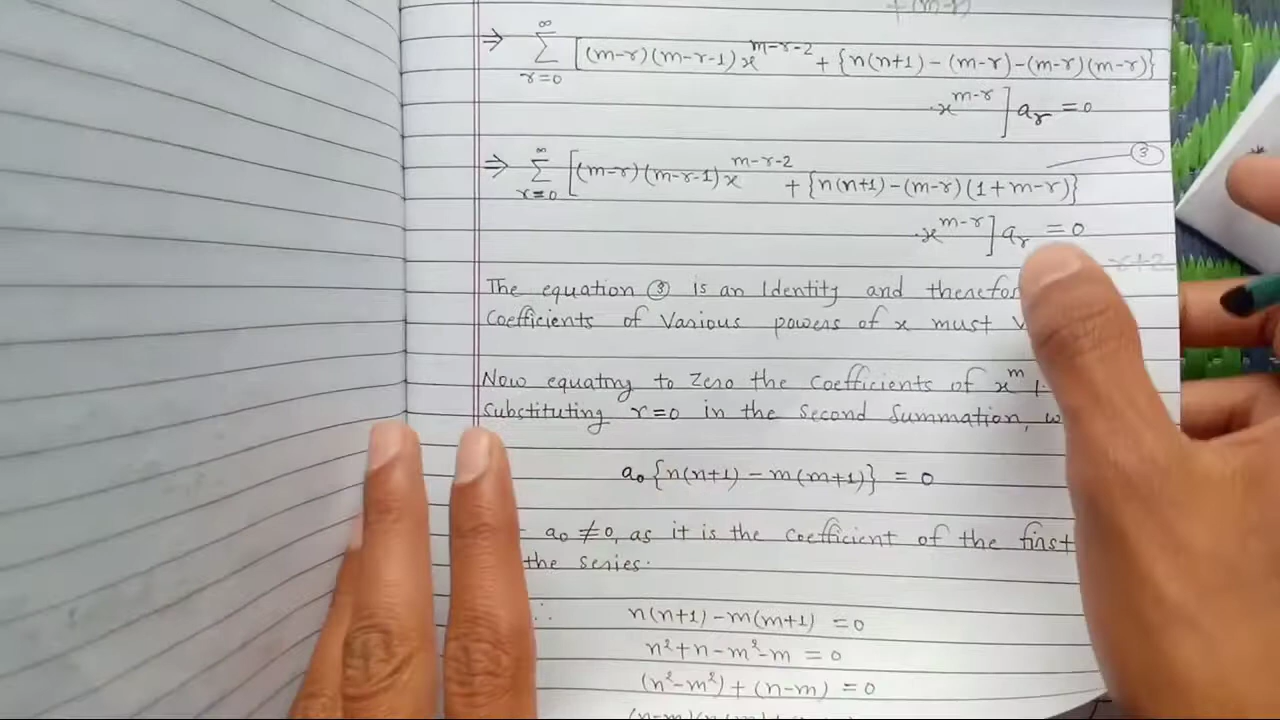 ⇒ ∞ Σ r=0 [(m-r)(m-r-1)x^{m-r-2} + {n(n+1) - (m-r) - (m-r)(m-r)}
.x^{m-r}] a_r = 0
③
⇒ ∞ Σ r=0 [(m-r)(m-r-1)x^{m-r-2} + {n(n+1) - (m-r)(1+m-r)}
.x^{m-r}] a_r = 0
The equation ③ is an Identity and
Coefficients of Various powers of x must
Now equating to Zero the Coefficients of x^m
Substituting r=0 in the Second Summation,
a₀{n(n+1) - m(m+1)} = 0
a₀ ≠ 0, as it is the Coefficient of the first
the series.
∴ n(n+1) - m(m+1) = 0
n²+n-m²-m = 0
(n²-m²) + (n-m) = 0